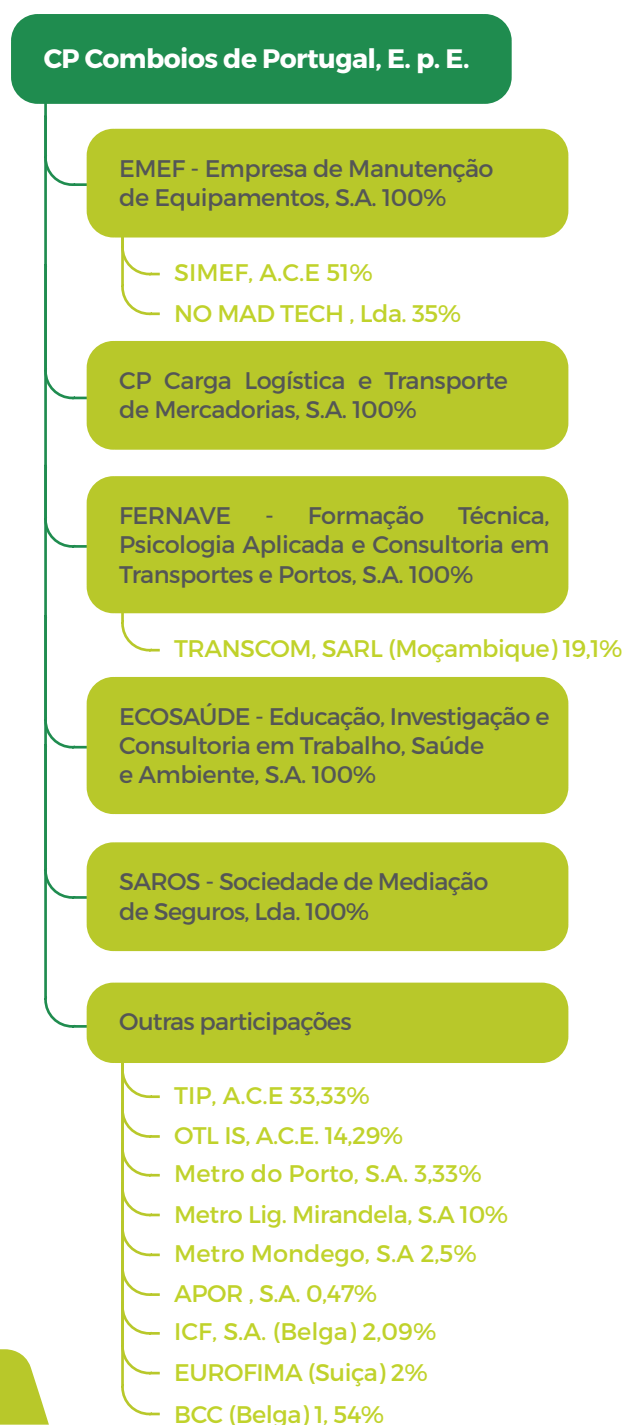 CP Comboios de Portugal, E. p. E.
EMEF - Empresa de Manutenção
de Equipamentos, S.A. 100%
SIMEF, A.C.E 51%
NO MAD TECH , Lda. 35%
CP Carga Logística e Transporte
de Mercadorias, S.A. 100%
FERNAVE - Formação Técnica,
Psicologia Aplicada e Consultoria em
Transportes e Portos, S.A. 100%
TRANSCOM, SARL (Moçambique) 19,1%
ECOSAÚDE - Educação, Investigação e
Consultoria em Trabalho, Saúde
e Ambiente, S.A. 100%
SAROS - Sociedade de Mediação
de Seguros, Lda. 100%
Outras participações
TIP, A.C.E 33,33%
OTL IS, A.C.E. 14,29%
Metro do Porto, S.A. 3,33%
Metro Lig. Mirandela, S.A 10%
Metro Mondego, S.A 2,5%
APOR , S.A. 0,47%
ICF, S.A. (Belga) 2,09%
EUROFIMA (Suiça) 2%
BCC (Belga) 1, 54%